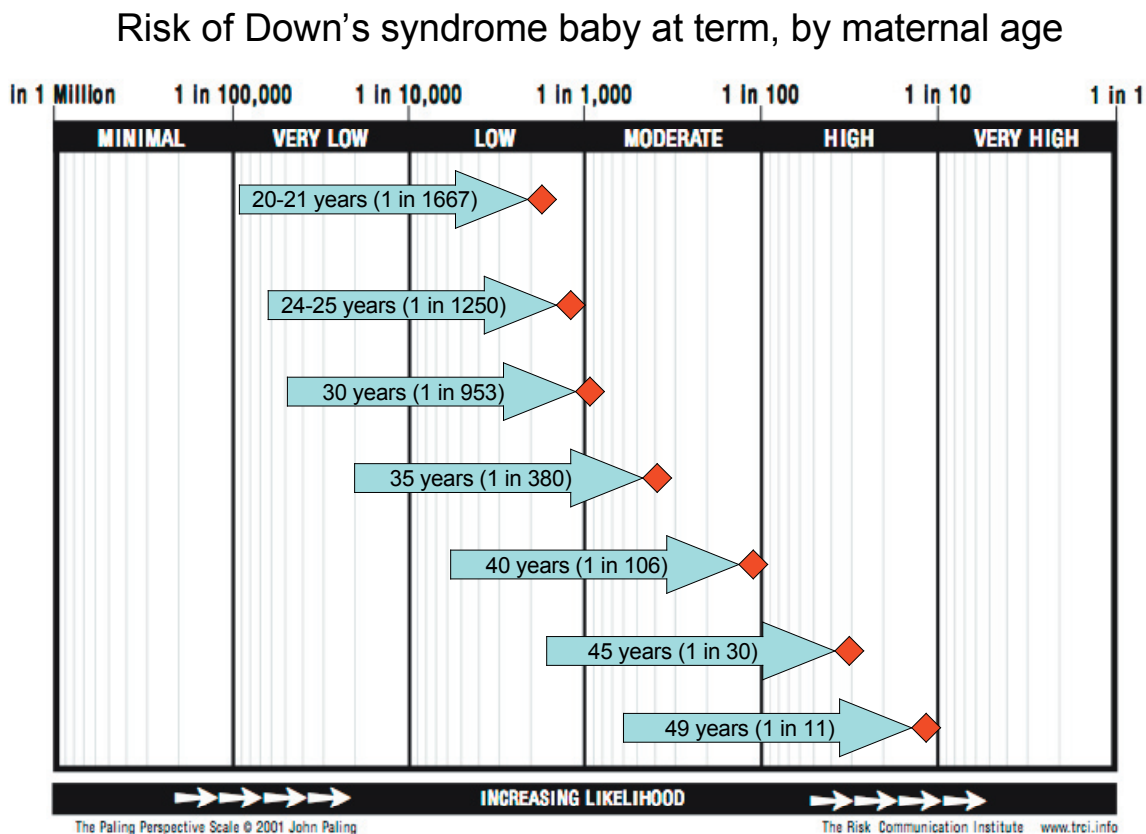 Risk of Down's syndrome baby at term, by maternal age
in 1 Million 1 in 100,000 1 in 10,000 1 in 1,000 1 in 100 1 in 10 1 in 1
MINIMAL VERY LOW LOW MODERATE HIGH VERY HIGH
20-21 years (1 in 1667)
24-25 years (1 in 1250)
30 years (1 in 953)
35 years (1 in 380)
40 years (1 in 106)
45 years (1 in 30)
49 years (1 in 11)
INCREASING LIKELIHOOD
The Paling Perspective Scale © 2001 John Paling The Risk Communication Institute www.trci.info